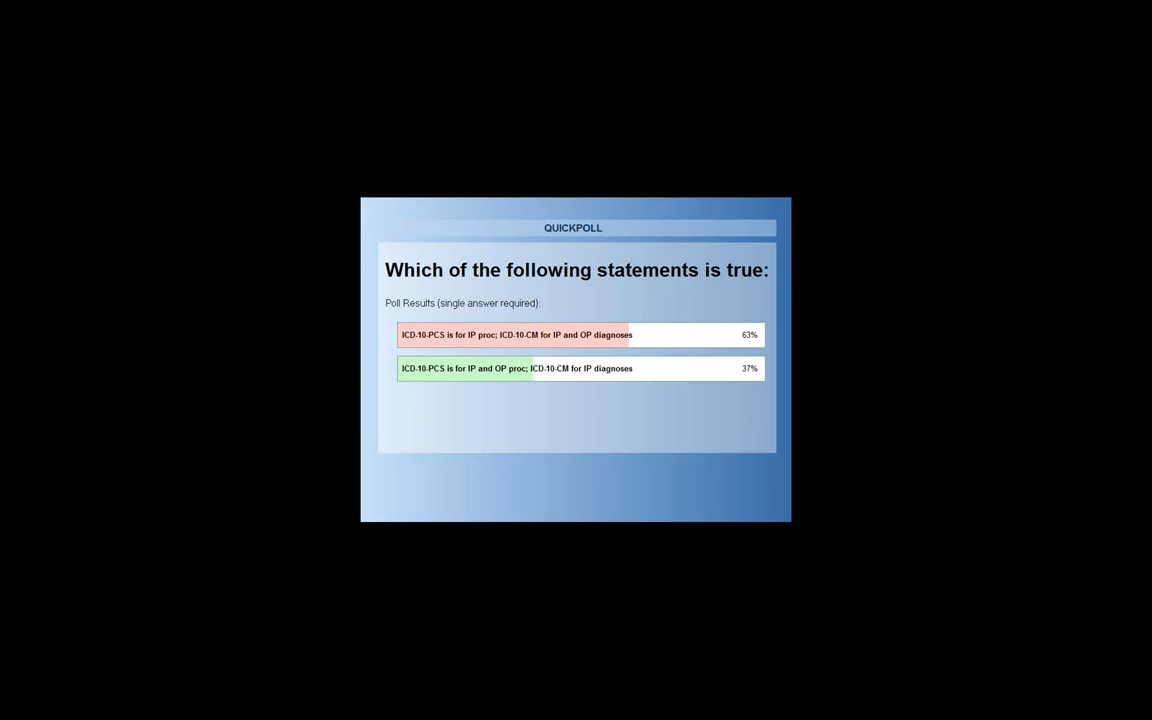 QUICKPOLL
Which of the following statements is true:
Poll Results (single answer required):
ICD-10-PCS is for IP proc; ICD-10-CM for IP and OP diagnoses 63%
ICD-10-PCS is for IP and OP proc; ICD-10-CM for IP diagnoses 37%